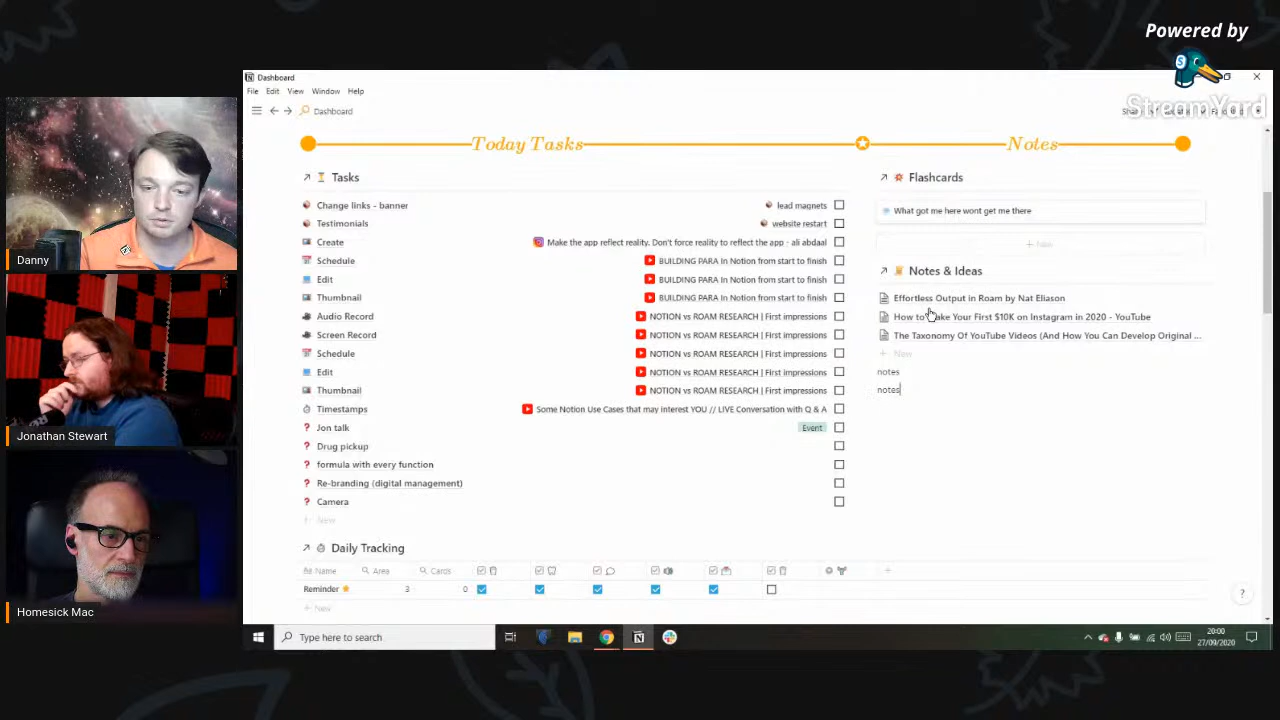 Powered by
StreamYard
Dashboard
File Edit View Window Help
Dashboard
Today Tasks
Notes
Tasks
Change links - banner lead magnets
Testimonials website restart
Create Make the app reflect reality. Don't force reality to reflect the app - ali abdaal
Schedule BUILDING PARA In Notion from start to finish
Edit BUILDING PARA In Notion from start to finish
Thumbnail BUILDING PARA In Notion from start to finish
Audio Record NOTION vs ROAM RESEARCH | First impressions
Screen Record NOTION vs ROAM RESEARCH | First impressions
Schedule NOTION vs ROAM RESEARCH | First impressions
Edit NOTION vs ROAM RESEARCH | First impressions
Thumbnail NOTION vs ROAM RESEARCH | First impressions
Timestamps Some Notion Use Cases that may interest YOU // LIVE Conversation with Q & A
Jon talk Event
Drug pickup
formula with every function
Re-branding (digital management)
Camera
+ New
Daily Tracking
Name Area Cards
Reminder 3 0
+ New
Flashcards
What got me here wont get me there
+ New
Notes & Ideas
Effortless Output in Roam by Nat Eliason
How to Make Your First $10K on Instagram in 2020 - YouTube
The Taxonomy Of YouTube Videos (And How You Can Develop Original ...
+ New
notes
notes
?
Type here to search
20:00
27/09/2020
Danny
Jonathan Stewart
Homesick Mac